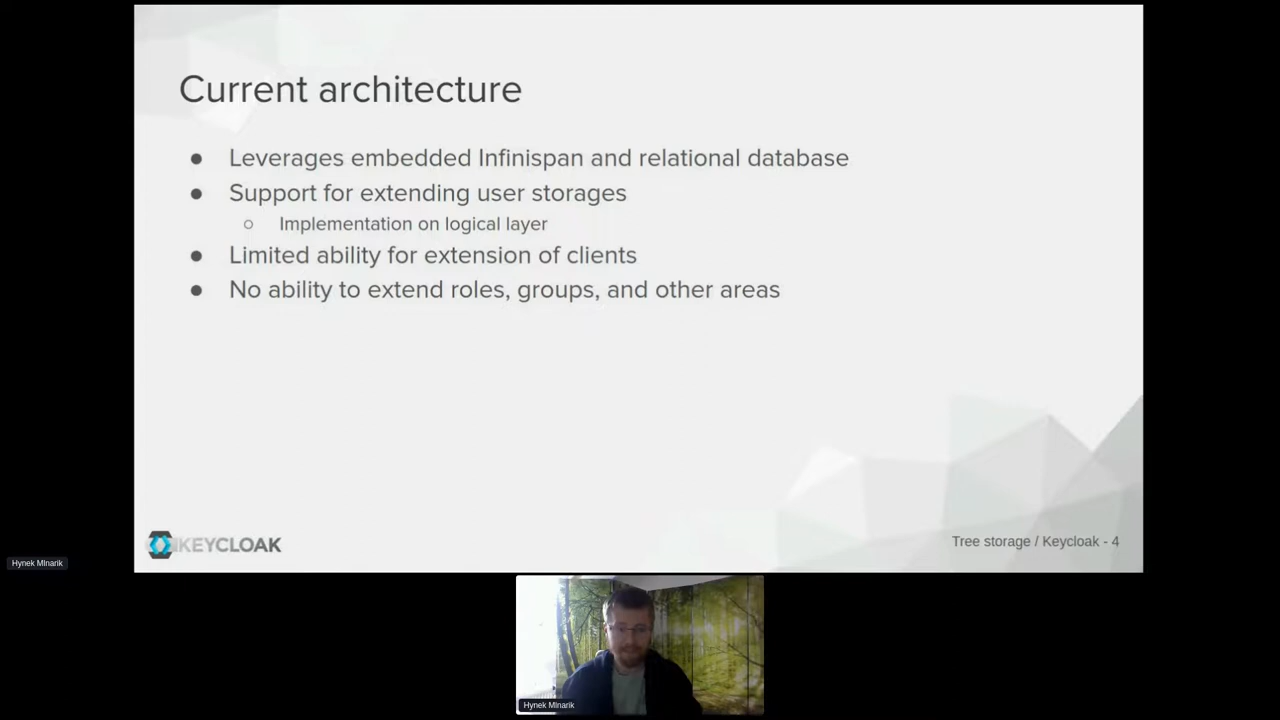 Current architecture
● Leverages embedded Infinispan and relational database
● Support for extending user storages
○ Implementation on logical layer
● Limited ability for extension of clients
● No ability to extend roles, groups, and other areas
KEYCLOAK
Tree storage / Keycloak - 4
Hynek Mlnarik
Hynek Mlnarik